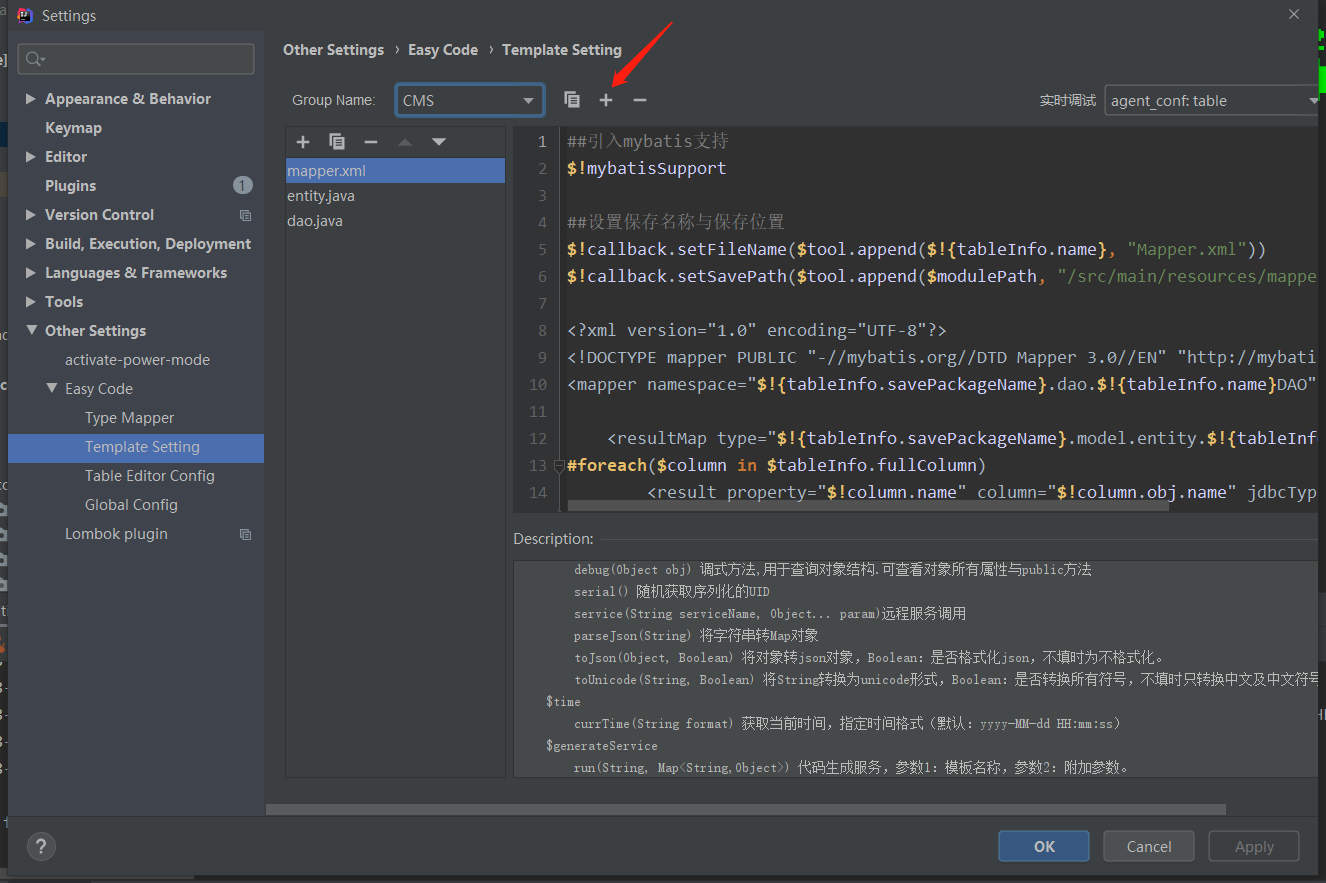 Settings
Other Settings › Easy Code › Template Setting
Group Name: CMS
实时调试 agent_conf: table
Appearance & Behavior
Keymap
Editor
Plugins 1
Version Control
Build, Execution, Deployment
Languages & Frameworks
Tools
Other Settings
activate-power-mode
Easy Code
Type Mapper
Template Setting
Table Editor Config
Global Config
Lombok plugin
mapper.xml
entity.java
dao.java
1 ##引入mybatis支持
2 $!mybatisSupport
3
4 ##设置保存名称与保存位置
5 $!callback.setFileName($tool.append($!{tableInfo.name}, "Mapper.xml"))
6 $!callback.setSavePath($tool.append($modulePath, "/src/main/resources/mappe
7
8 <?xml version="1.0" encoding="UTF-8"?>
9 <!DOCTYPE mapper PUBLIC "-//mybatis.org//DTD Mapper 3.0//EN" "http://mybati
10 <mapper namespace="$!{tableInfo.savePackageName}.dao.$!{tableInfo.name}DAO"
11
12 <resultMap type="$!{tableInfo.savePackageName}.model.entity.$!{tableInf
13 #foreach($column in $tableInfo.fullColumn)
14 <result property="$!column.name" column="$!column.obj.name" jdbcTyp
Description:
debug(Object obj) 调式方法,用于查询对象结构.可查看对象所有属性与public方法
serial() 随机获取序列化的UID
service(String serviceName, Object... param)远程服务调用
parseJson(String) 将字符串转Map对象
toJson(Object, Boolean) 将对象转json对象，Boolean：是否格式化json，不填时为不格式化。
toUnicode(String, Boolean) 将String转换为unicode形式，Boolean：是否转换所有符号，不填时只转换中文及中文符号
$time
currTime(String format) 获取当前时间，指定时间格式（默认：yyyy-MM-dd HH:mm:ss）
$generateService
run(String, Map<String,Object>) 代码生成服务，参数1：模板名称，参数2：附加参数。
?
OK
Cancel
Apply